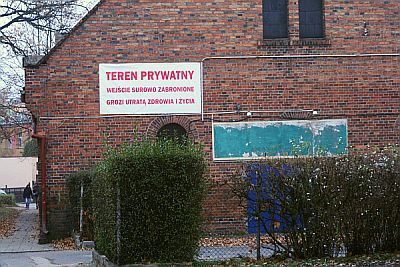 TEREN PRYWATNY
WEJŚCIE SUROWO ZABRONIONE
GROZI UTRATĄ ZDROWIA I ŻYCIA